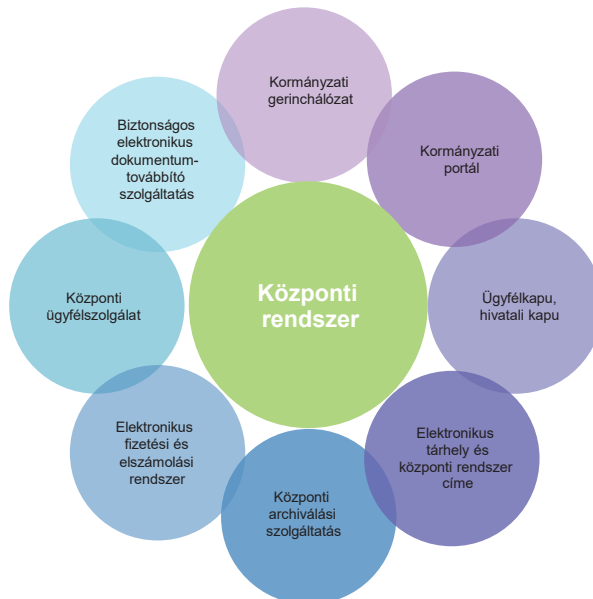 Kormányzati
gerinchálózat
Kormányzati
portál
Ügyfélkapu,
hivatali kapu
Elektronikus
tárhely és
központi rendszer
címe
Központi
archiválási
szolgáltatás
Elektronikus
fizetési és
elszámolási
rendszer
Központi
ügyfélszolgálat
Biztonságos
elektronikus
dokumentum-
továbbító
szolgáltatás
Központi
rendszer